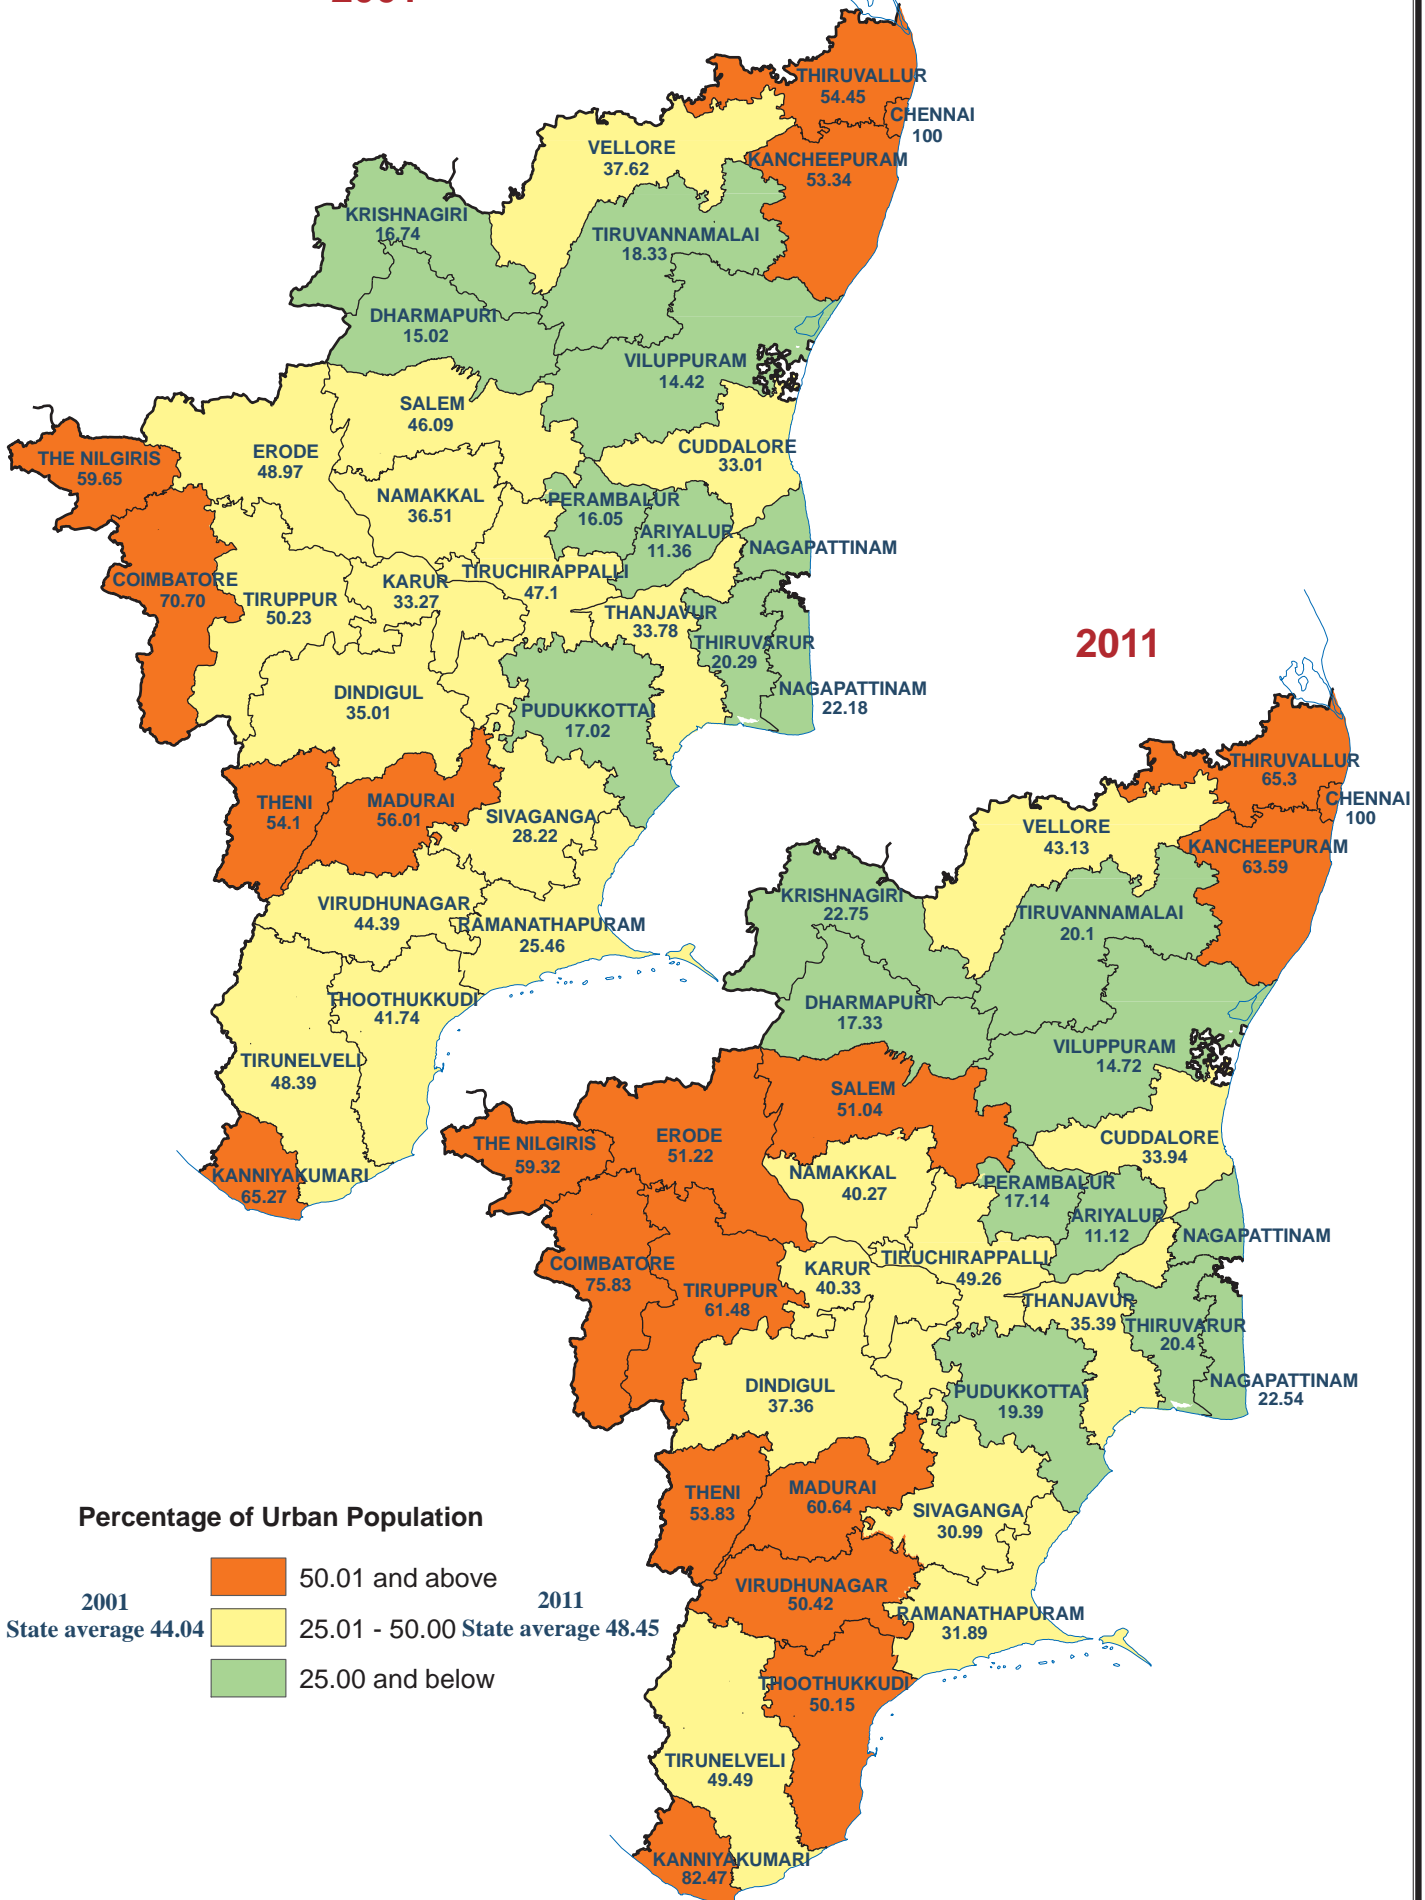 2001
THIRUVALLUR
54.45
CHENNAI
100
VELLORE
37.62
KANCHEEPURAM
53.34
KRISHNAGIRI
16.74
TIRUVANNAMALAI
18.33
DHARMAPURI
15.02
VILUPPURAM
14.42
SALEM
46.09
CUDDALORE
33.01
THE NILGIRIS
59.65
ERODE
48.97
NAMAKKAL
36.51
PERAMBALUR
16.05
ARIYALUR
11.36
NAGAPATTINAM
COIMBATORE
70.70
TIRUPPUR
50.23
KARUR
33.27
TIRUCHIRAPPALLI
47.1
THANJAVUR
33.78
THIRUVARUR
20.29
NAGAPATTINAM
22.18
DINDIGUL
35.01
PUDUKKOTTAI
17.02
THENI
54.1
MADURAI
56.01
SIVAGANGA
28.22
VIRUDHUNAGAR
44.39
RAMANATHAPURAM
25.46
THOOTHUKKUDI
41.74
TIRUNELVELI
48.39
KANNIYAKUMARI
65.27
2011
THIRUVALLUR
65.3
CHENNAI
100
VELLORE
43.13
KANCHEEPURAM
63.59
KRISHNAGIRI
22.75
TIRUVANNAMALAI
20.1
DHARMAPURI
17.33
VILUPPURAM
14.72
SALEM
51.04
CUDDALORE
33.94
THE NILGIRIS
59.32
ERODE
51.22
NAMAKKAL
40.27
PERAMBALUR
17.14
ARIYALUR
11.12
NAGAPATTINAM
COIMBATORE
75.83
TIRUPPUR
61.48
KARUR
40.33
TIRUCHIRAPPALLI
49.26
THANJAVUR
35.39
THIRUVARUR
20.4
NAGAPATTINAM
22.54
DINDIGUL
37.36
PUDUKKOTTAI
19.39
THENI
53.83
MADURAI
60.64
SIVAGANGA
30.99
VIRUDHUNAGAR
50.42
RAMANATHAPURAM
31.89
THOOTHUKKUDI
50.15
TIRUNELVELI
49.49
KANNIYAKUMARI
82.47
Percentage of Urban Population
50.01 and above
25.01 - 50.00
25.00 and below
2001
State average 44.04
2011
State average 48.45